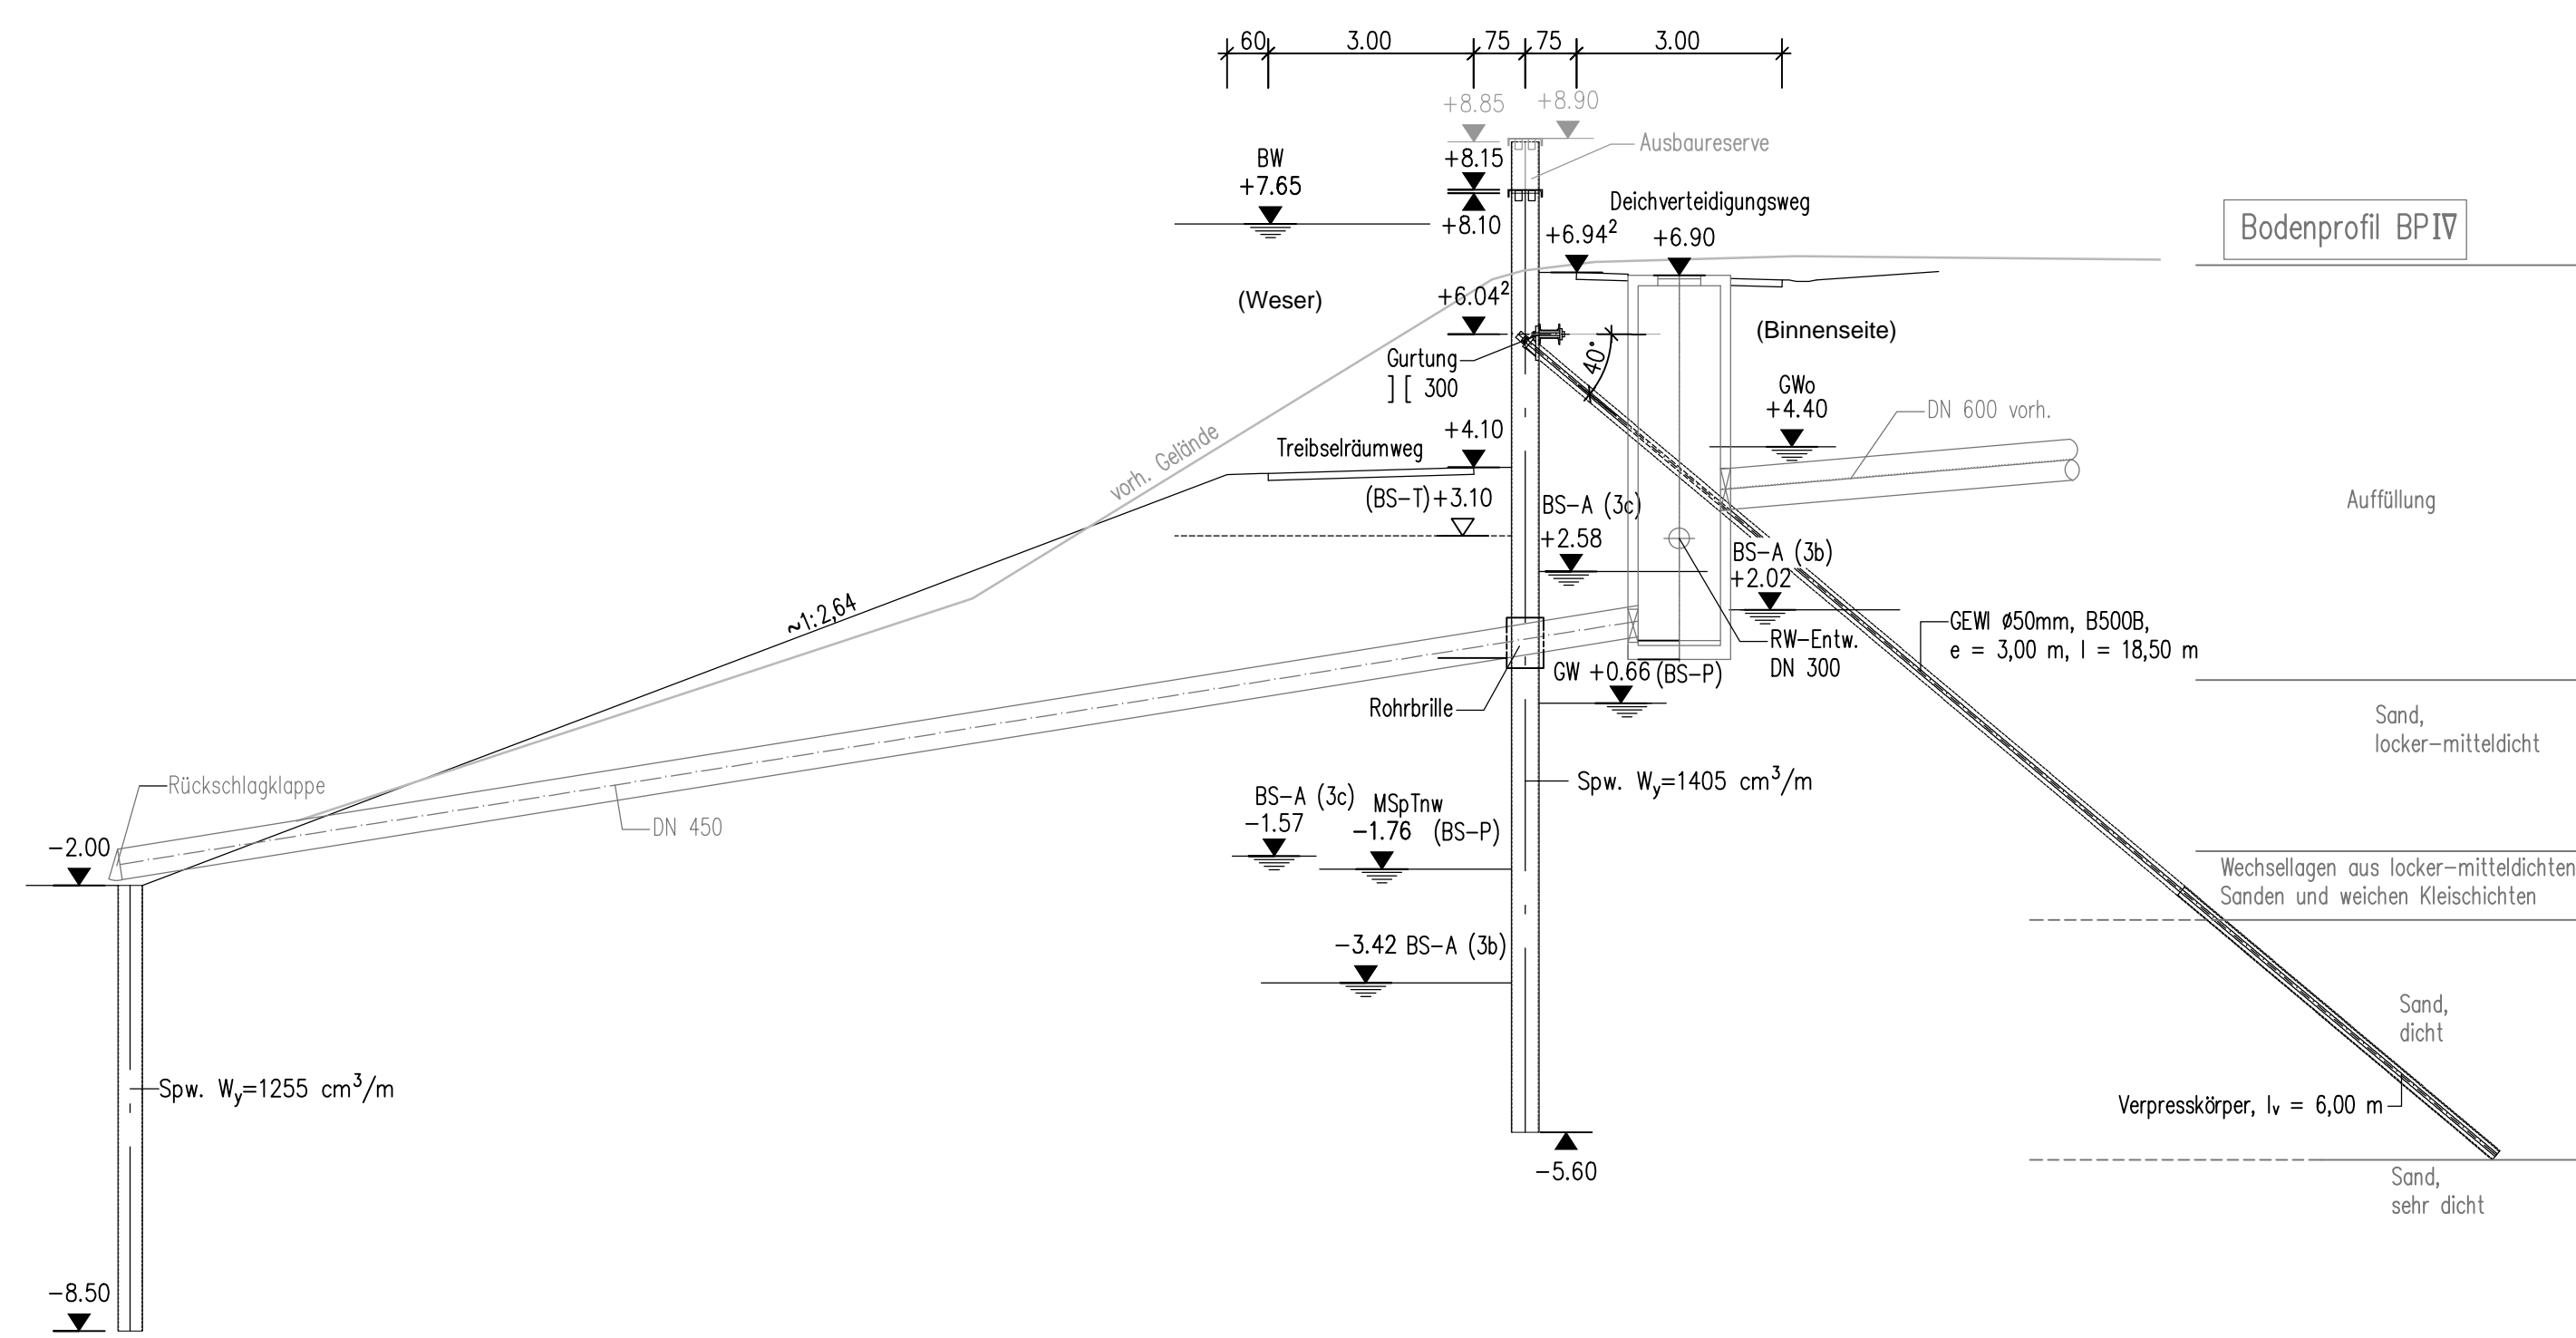 60 3.00 75 75 3.00
+8.85 +8.90
Ausbaureserve
BW
+7.65
+8.15
+8.10
Deichverteidigungsweg
+6.94²
+6.90
Bodenprofil BPIV
(Weser)
+6.04²
(Binnenseite)
Gurtung
][ 300
40°
GWo
+4.40
DN 600 vorh.
vorh. Gelände
Treibselräumweg
+4.10
(BS-T)+3.10
BS-A (3c)
+2.58
Auffüllung
BS-A (3b)
+2.02
~1:2,64
GEWI ø50mm, B500B,
e = 3,00 m, l = 18,50 m
RW-Entw.
DN 300
GW +0.66 (BS-P)
Rohrbrille
Sand,
locker-mitteldicht
Rückschlagklappe
Spw. Wy=1405 cm³/m
BS-A (3c)
-1.57
MSpTnw
-1.76 (BS-P)
DN 450
-2.00
Wechsellagen aus locker-mitteldichten
Sanden und weichen Kleischichten
-3.42 BS-A (3b)
Sand,
dicht
Spw. Wy=1255 cm³/m
Verpresskörper, lv = 6,00 m
-5.60
Sand,
sehr dicht
-8.50